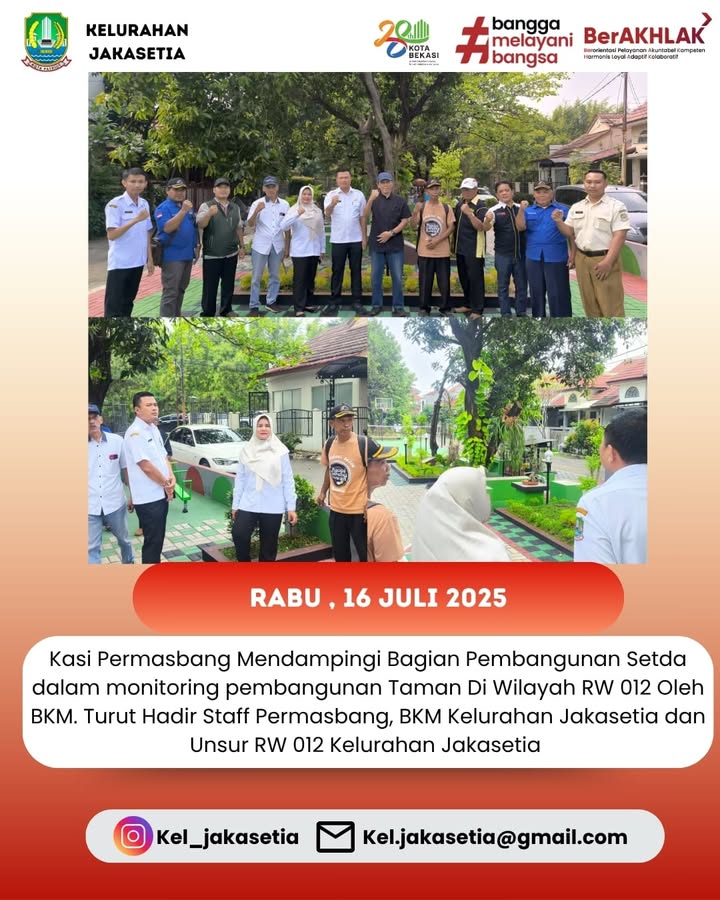 KELURAHAN
JAKASETIA
KOTA
BEKASI
#bangga
melayani
bangsa
BerAKHLAK
Berorientasi Pelayanan Akuntabel Kompeten
Harmonis Loyal Adaptif Kolaboratif
RABU , 16 JULI 2025
Kasi Permasbang Mendampingi Bagian Pembangunan Setda
dalam monitoring pembangunan Taman Di Wilayah RW 012 Oleh
BKM. Turut Hadir Staff Permasbang, BKM Kelurahan Jakasetia dan
Unsur RW 012 Kelurahan Jakasetia
Kel_jakasetia Kel.jakasetia@gmail.com